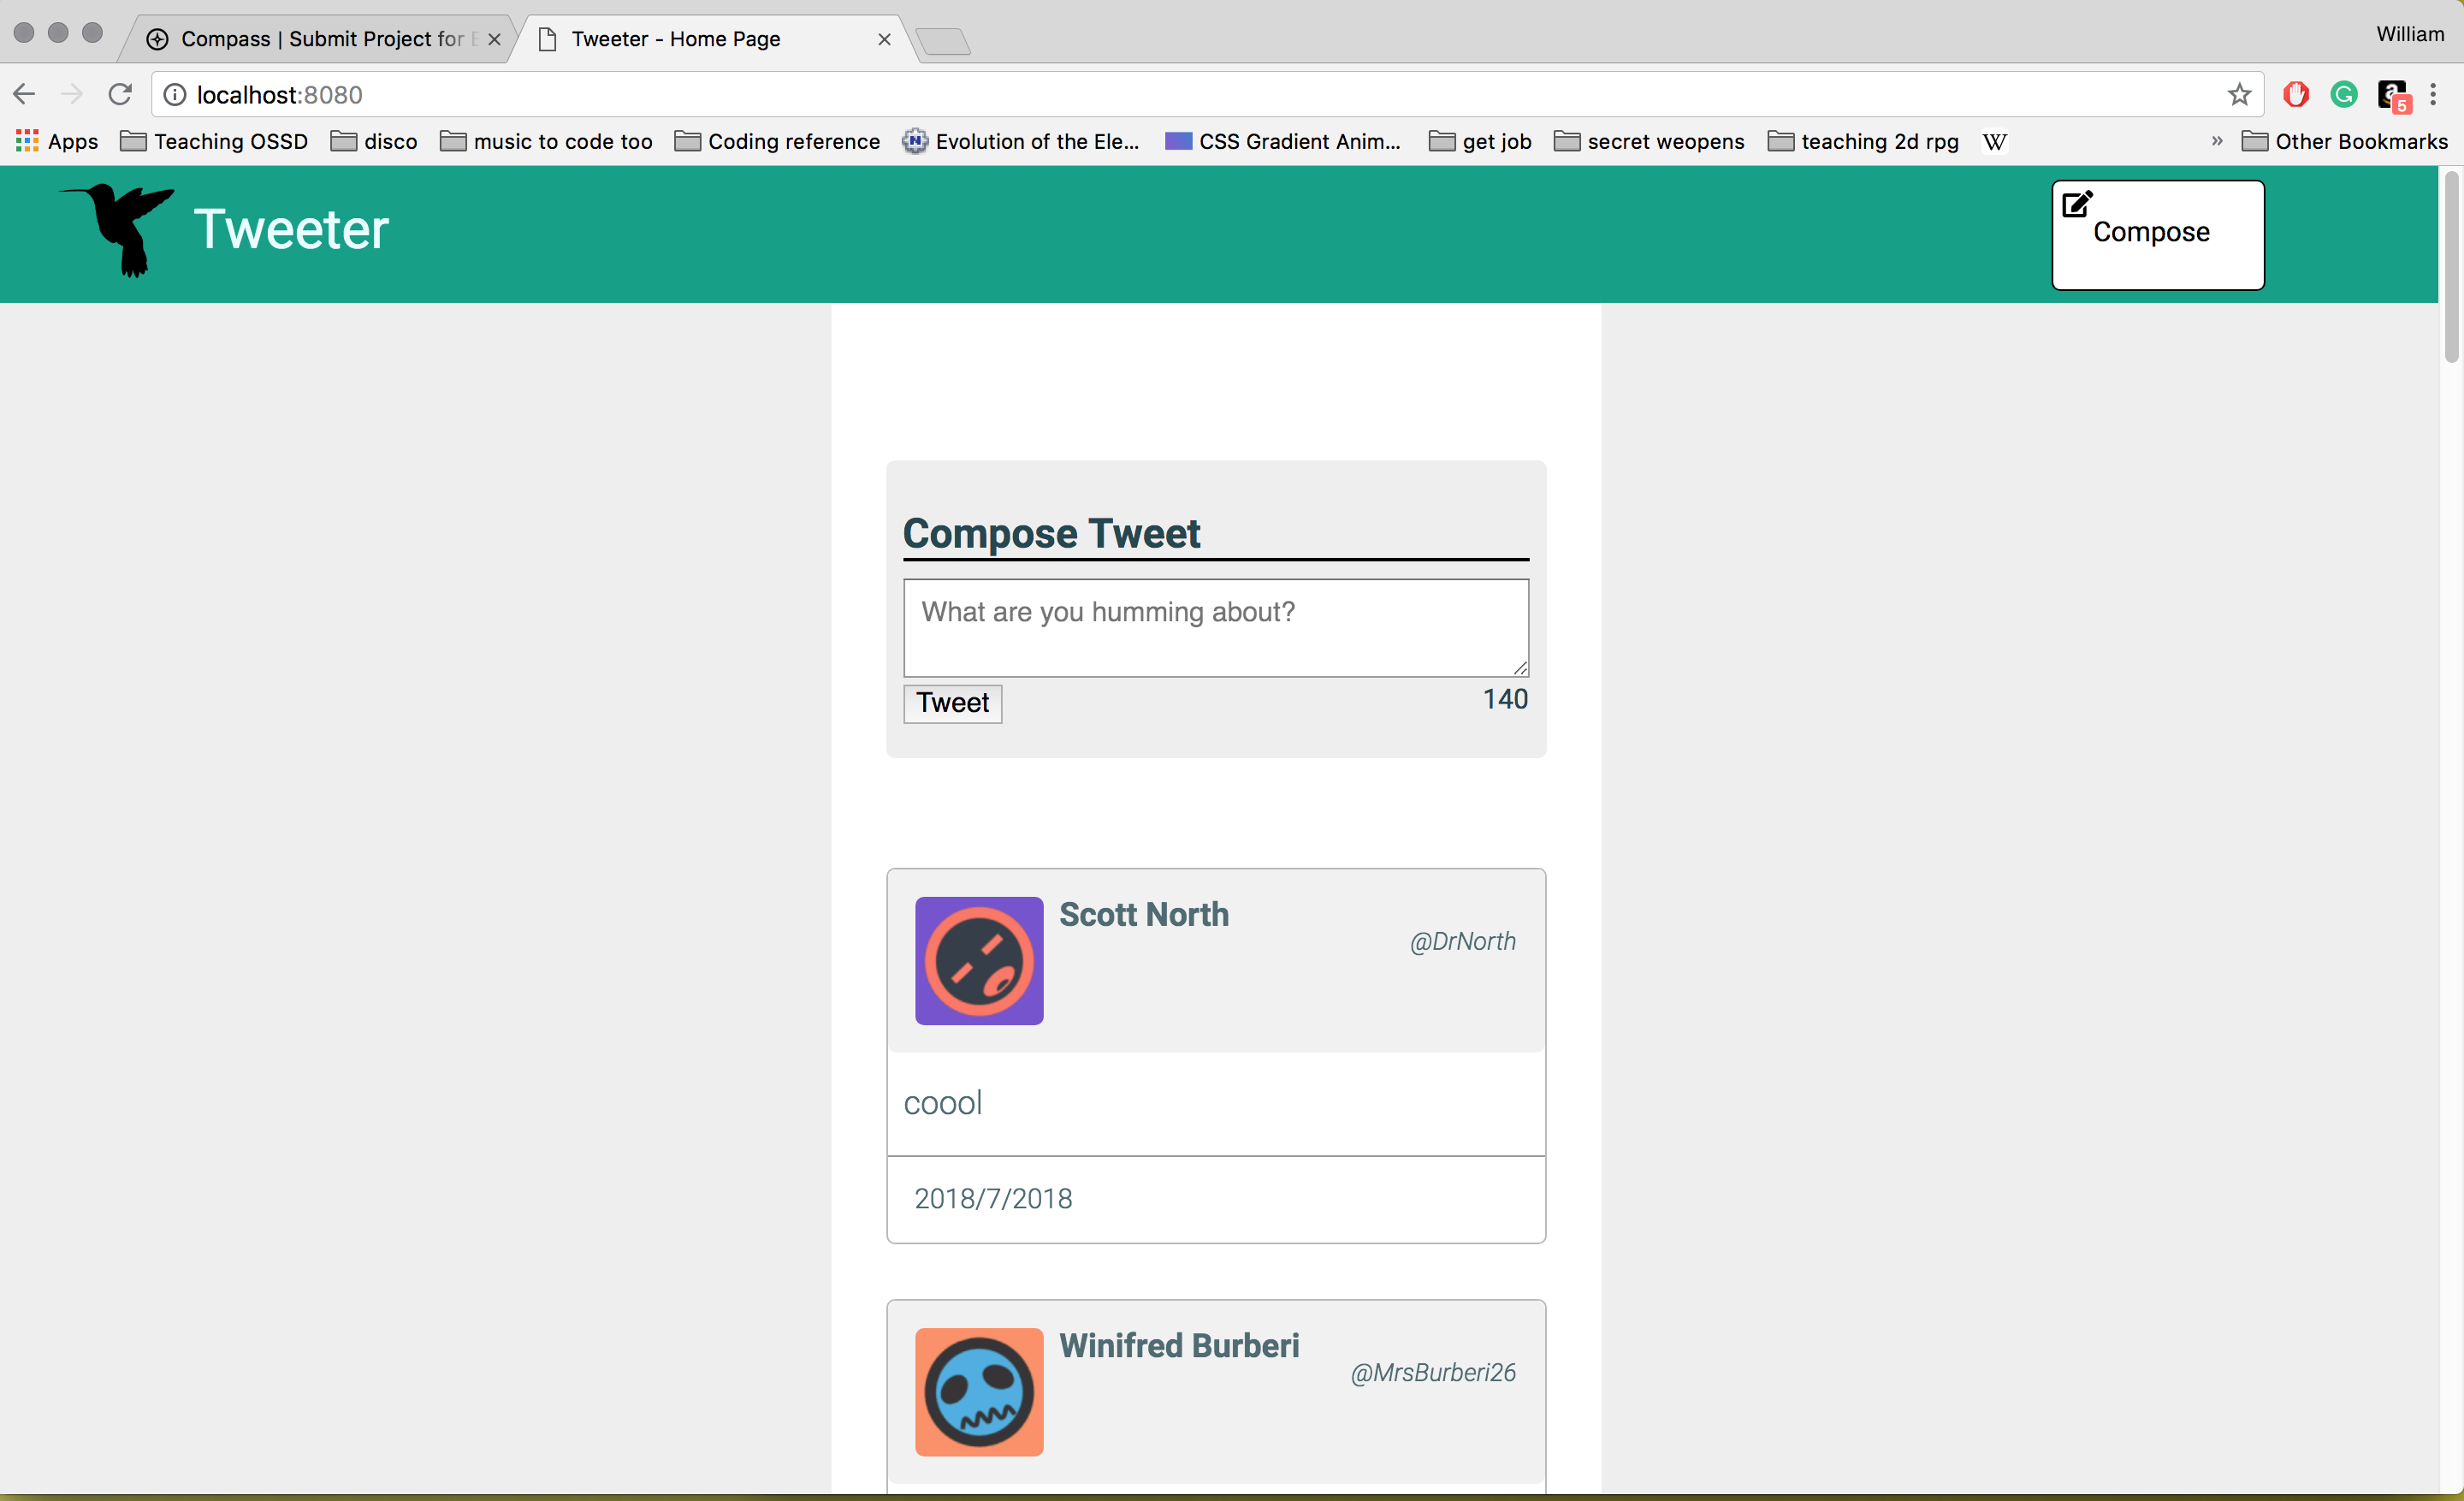 Compass | Submit Project for
Tweeter - Home Page
William
localhost:8080
5
Apps
Teaching OSSD
disco
music to code too
Coding reference
Evolution of the Ele...
CSS Gradient Anim...
get job
secret weopens
teaching 2d rpg
W
»
Other Bookmarks
Tweeter
Compose
Compose Tweet
What are you humming about?
Tweet
140
Scott North
@DrNorth
coool
2018/7/2018
Winifred Burberi
@MrsBurberi26